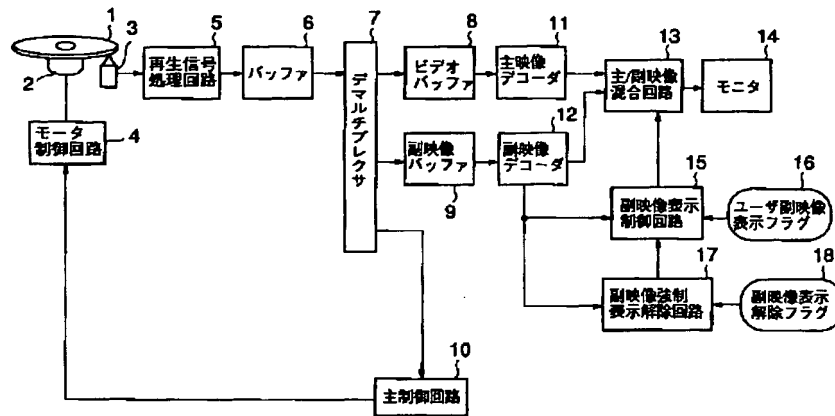 1
3
2
5
再生信号
処理回路
6
バッファ
7
デマルチプレクサ
8
ビデオ
バッファ
11
主映像
デコーダ
13
主/副映像
混合回路
14
モニタ
4
モータ
制御回路
副映像
バッファ
9
12
副映像
デコーダ
15
副映像表示
制御回路
16
ユーザ副映像
表示フラグ
17
副映像強制
表示解除回路
18
副映像表示
解除フラグ
10
主制御回路